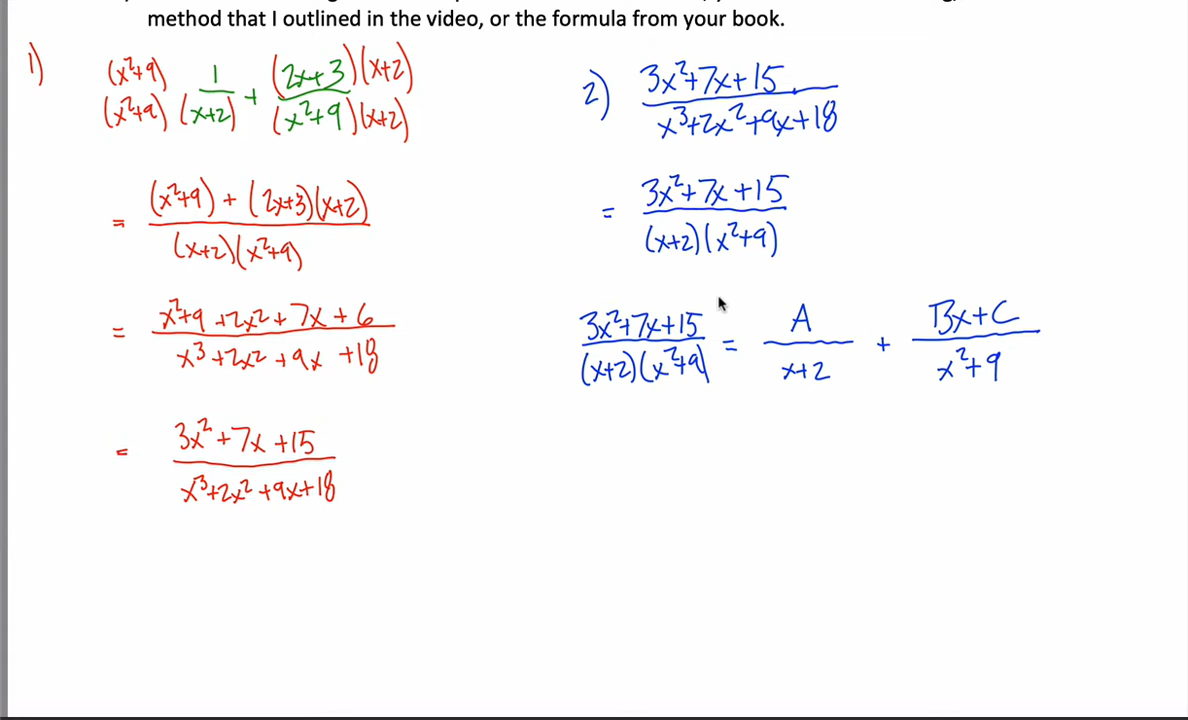 method that I outlined in the video, or the formula from your book.
1) (x²+9)/(x²+9) 1/(x+2) + (2x+3)(x+2)/(x²+9)(x+2)
= (x²+9) + (2x+3)(x+2)/(x+2)(x²+9)
= x²+9 + 2x² + 7x + 6/x³ + 2x² + 9x + 18
= 3x² + 7x + 15/x³+2x² + 9x+18
2) 3x²+7x+15/x³+2x²+9x+18
= 3x²+7x+15/(x+2)(x²+9)
3x²+7x+15/(x+2)(x²+9) = A/x+2 + Bx+C/x²+9